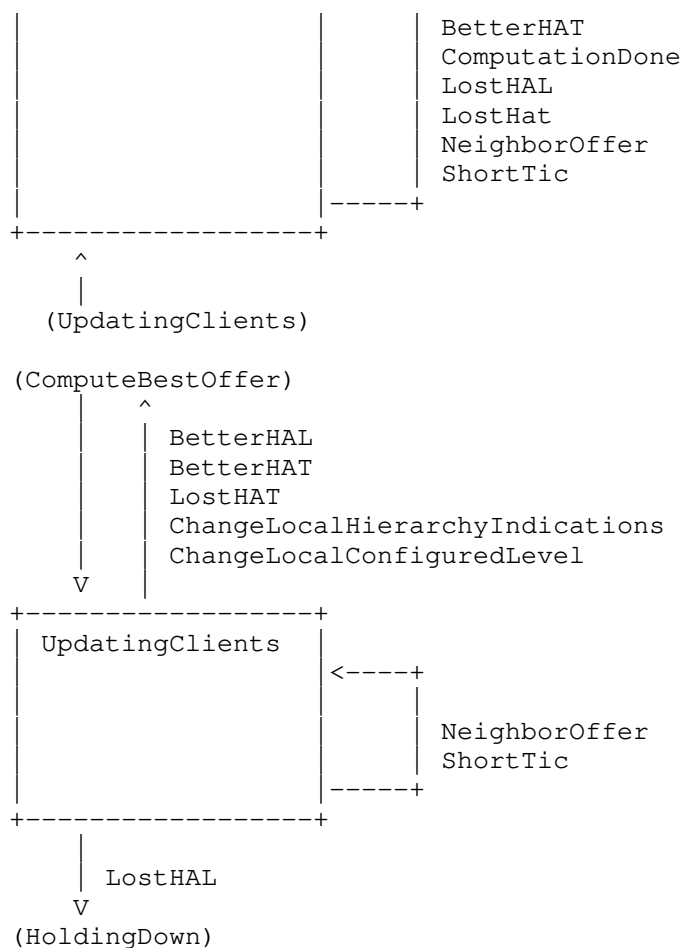 BetterHAT
ComputationDone
LostHAL
LostHat
NeighborOffer
ShortTic
(UpdatingClients)
(ComputeBestOffer)
BetterHAL
BetterHAT
LostHAT
ChangeLocalHierarchyIndications
ChangeLocalConfiguredLevel
V
UpdatingClients
NeighborOffer
ShortTic
LostHAL
V
(HoldingDown)